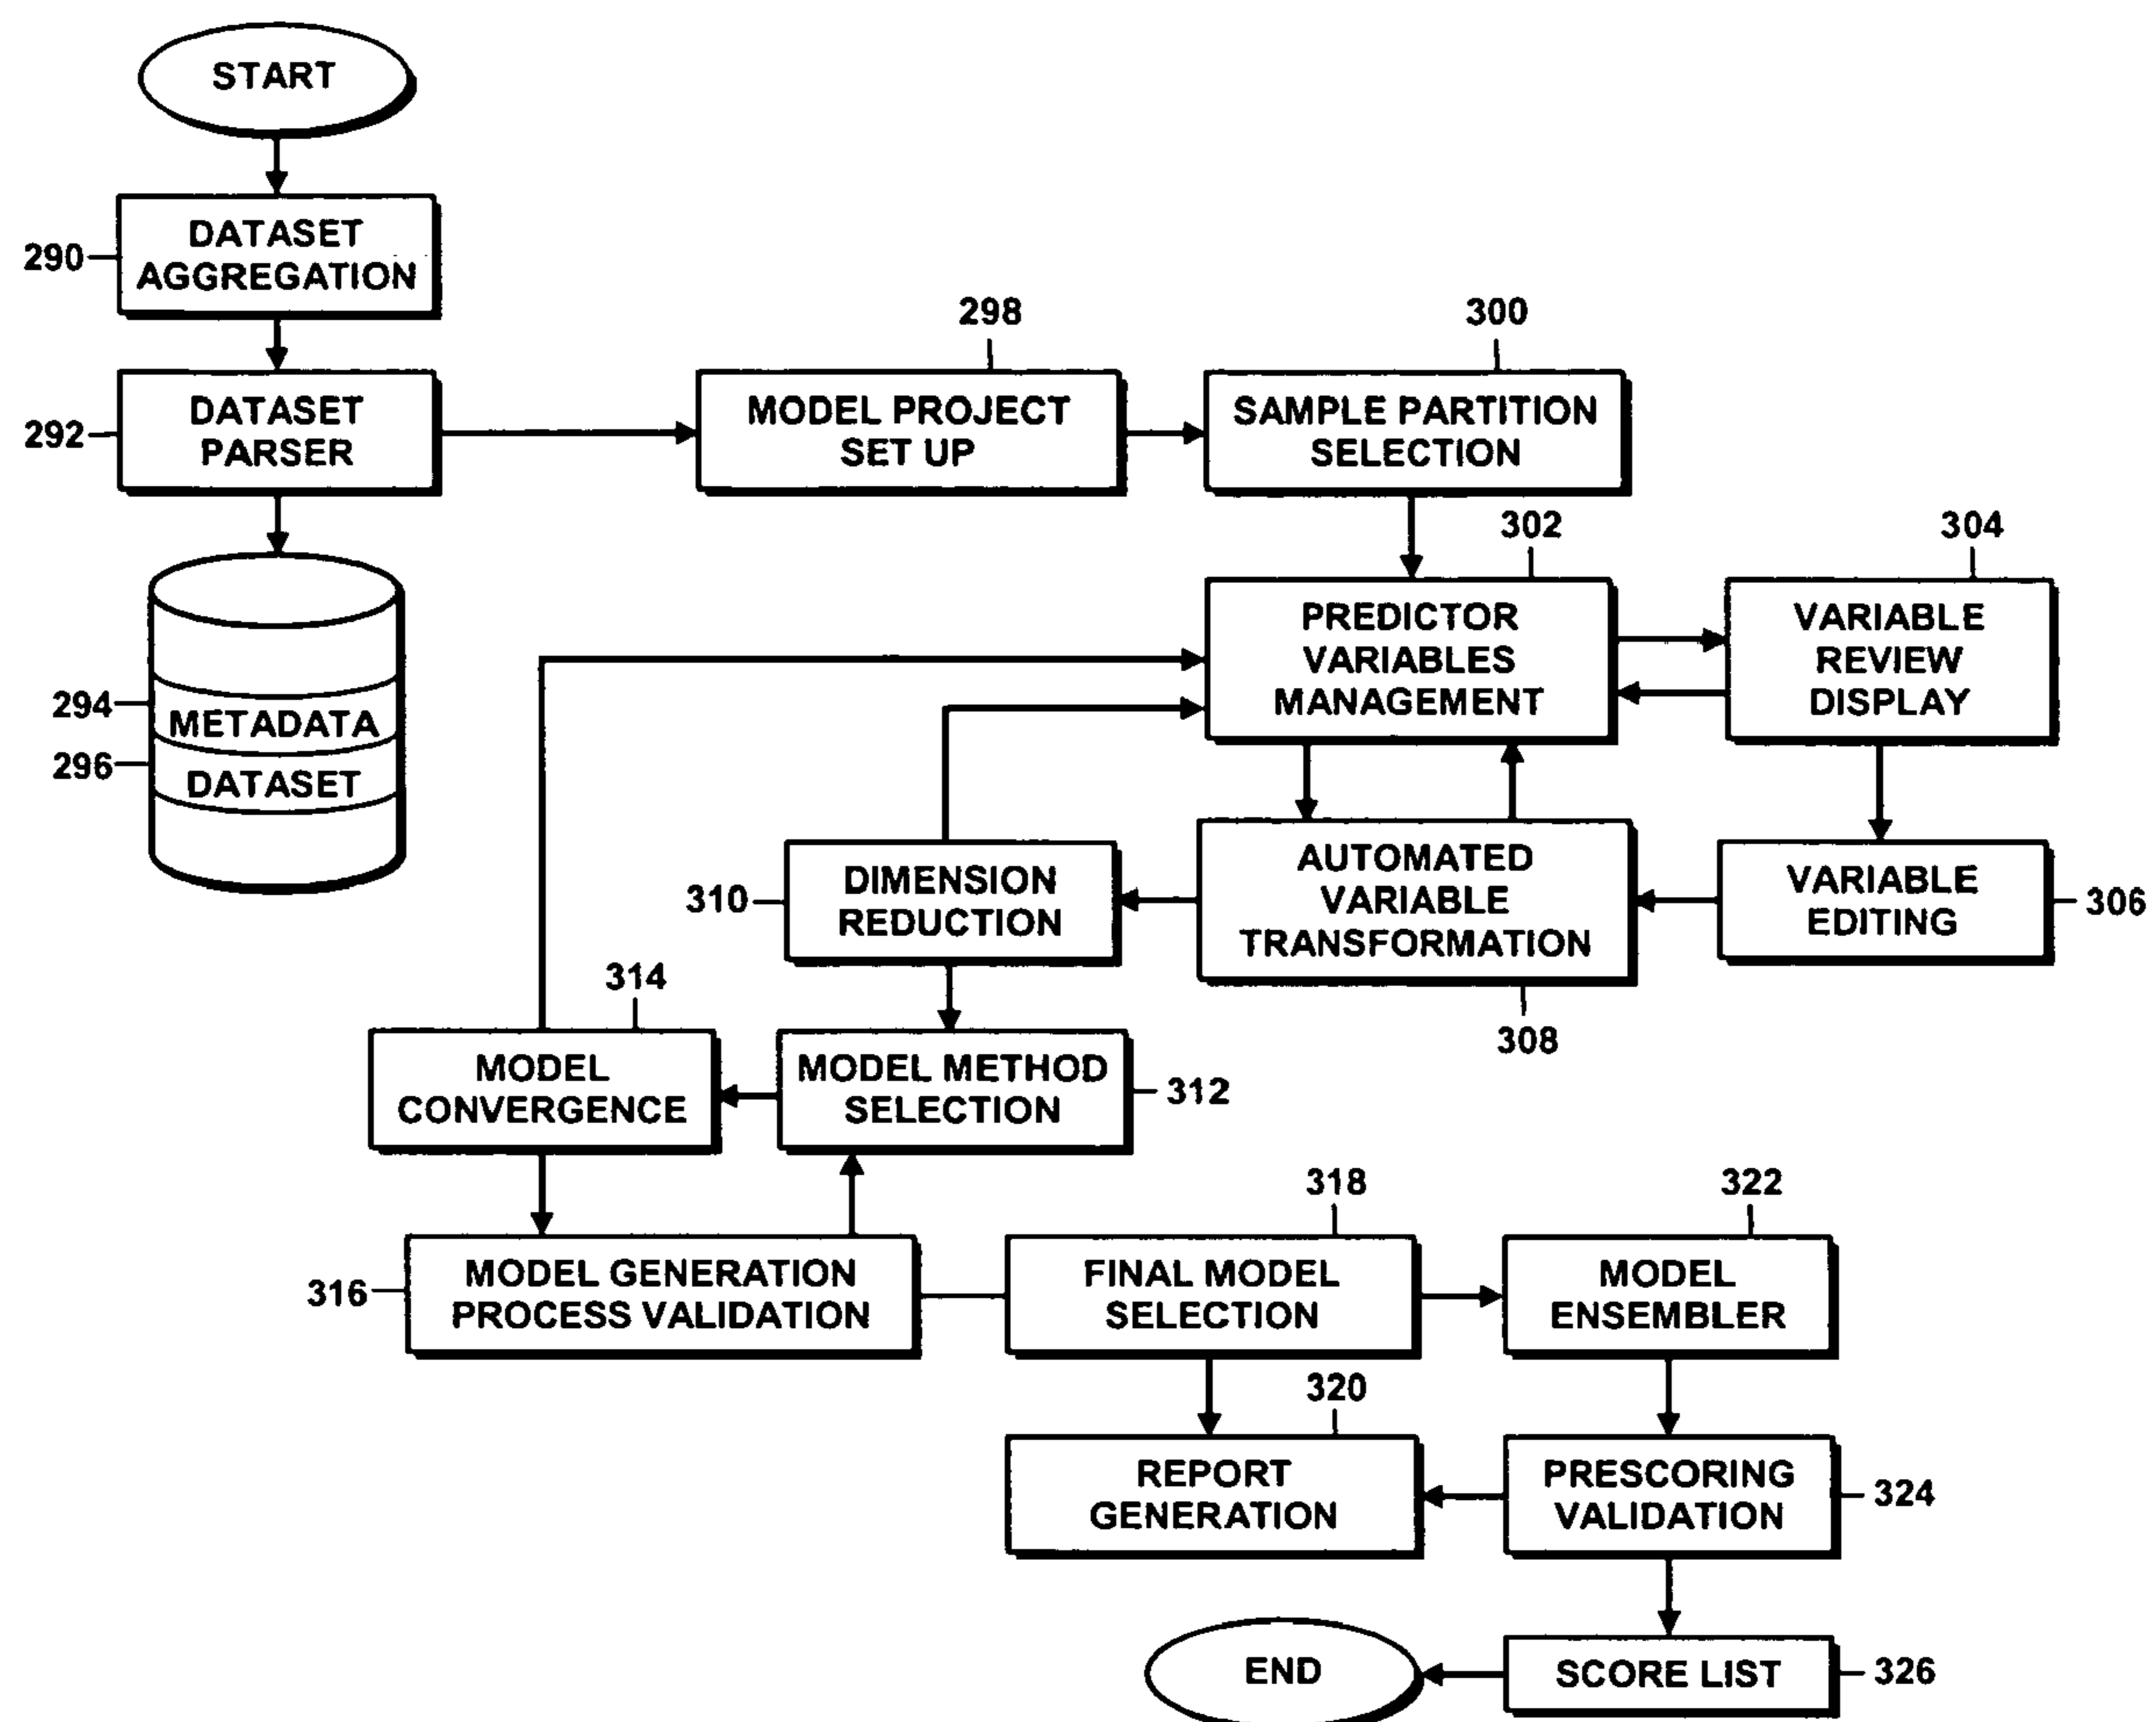 START
290
DATASET
AGGREGATION
298
300
292
DATASET
PARSER
MODEL PROJECT
SET UP
SAMPLE PARTITION
SELECTION
302
304
294
METADATA
296
DATASET
PREDICTOR
VARIABLES
MANAGEMENT
VARIABLE
REVIEW
DISPLAY
310
DIMENSION
REDUCTION
AUTOMATED
VARIABLE
TRANSFORMATION
308
VARIABLE
EDITING
306
314
MODEL
CONVERGENCE
MODEL METHOD
SELECTION
312
318
322
316
MODEL GENERATION
PROCESS VALIDATION
FINAL MODEL
SELECTION
MODEL
ENSEMBLER
320
REPORT
GENERATION
PRESCORING
VALIDATION
324
END
SCORE LIST
326